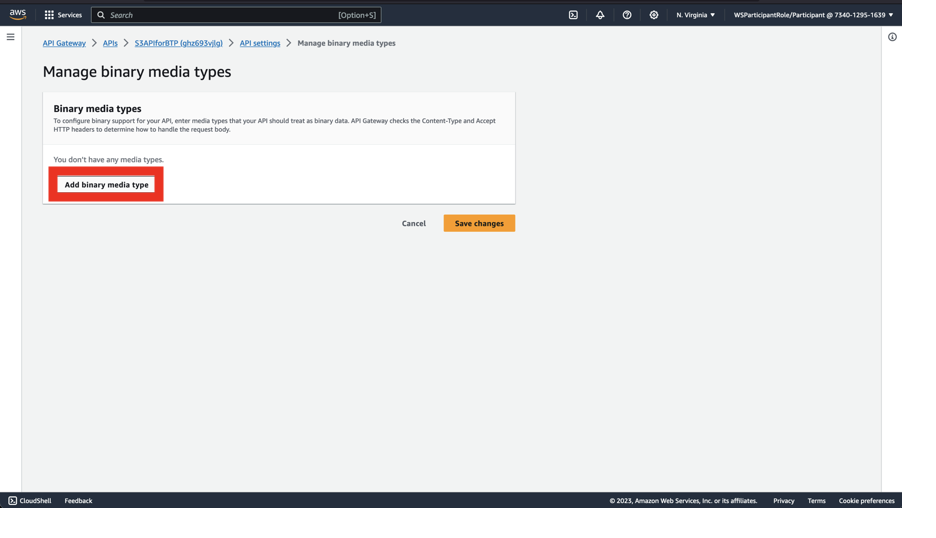 aws
Services
Search
[Option+S]
N. Virginia
WSParticipantRole/Participant @ 7340-1295-1639
API Gateway
APIs
S3APIforBTP (ghz693vjlg)
API settings
Manage binary media types
Manage binary media types
Binary media types
To configure binary support for your API, enter media types that your API should treat as binary data. API Gateway checks the Content-Type and Accept
HTTP headers to determine how to handle the request body.
You don't have any media types.
Add binary media type
Cancel
Save changes
CloudShell
Feedback
© 2023, Amazon Web Services, Inc. or its affiliates.
Privacy
Terms
Cookie preferences